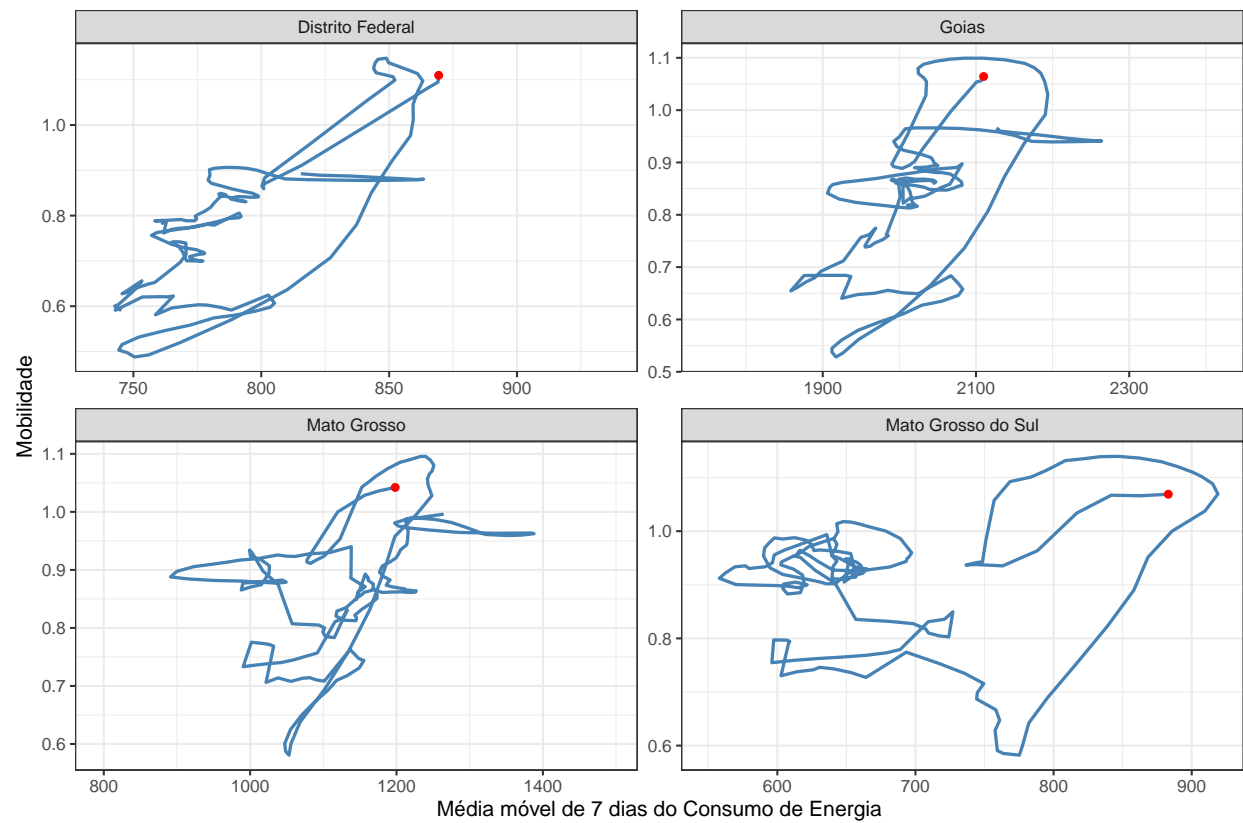 Distrito Federal
Goias
1.0
0.8
0.6
750 800 850 900
1.1
1.0
0.9
0.8
0.7
0.6
0.5
1900 2100 2300
Mobilidade
Mato Grosso
Mato Grosso do Sul
1.1
1.0
0.9
0.8
0.7
0.6
800 1000 1200 1400
1.0
0.8
0.6
600 700 800 900
Média móvel de 7 dias do Consumo de Energia